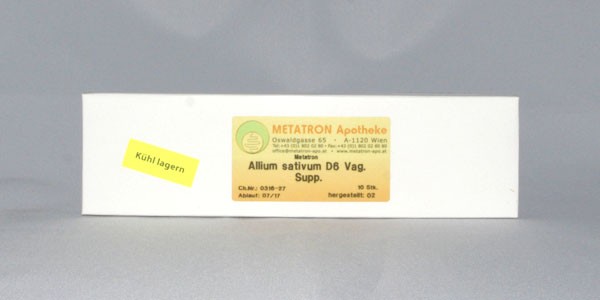 METATRON Apotheke
Oswaldgasse 65 · A-1120 Wien
Metatron
Allium sativum D6 Vag.
Supp.
Ch.Nr.: 0316-27 10 Stk.
Ablauf: 07/17 hergestellt: 02
Kühl lagern